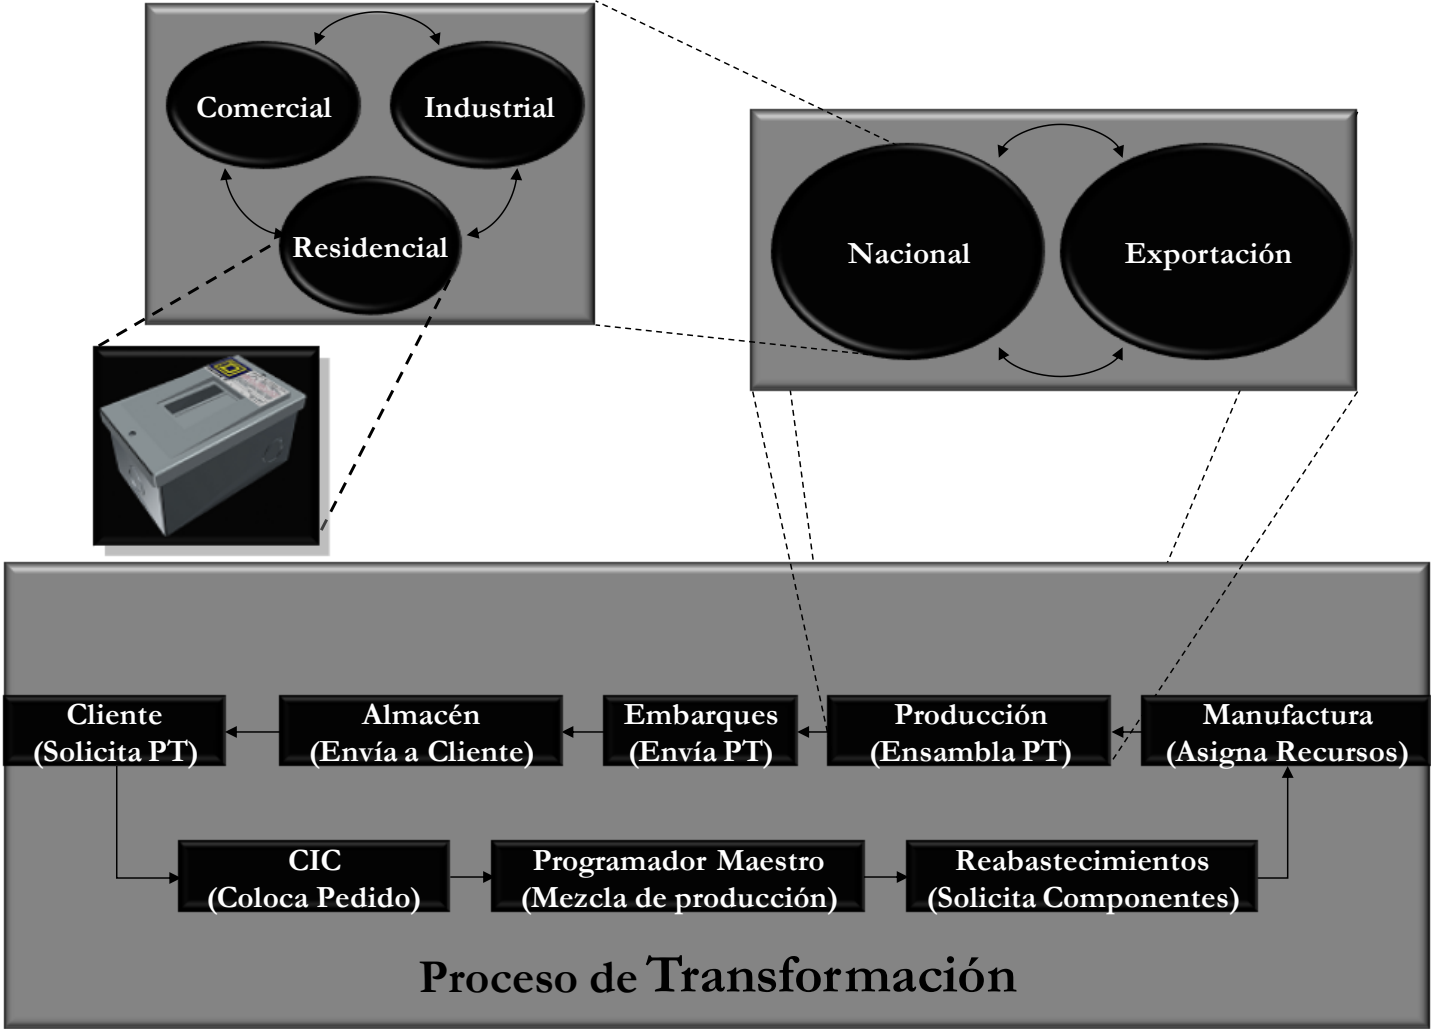 Comercial
Industrial
Residencial
Nacional
Exportación
Cliente
(Solicita PT)
Almacén
(Envía a Cliente)
Embarques
(Envía PT)
Producción
(Ensambla PT)
Manufactura
(Asigna Recursos)
CIC
(Coloca Pedido)
Programador Maestro
(Mezcla de producción)
Reabastecimientos
(Solicita Componentes)
Proceso de Transformación